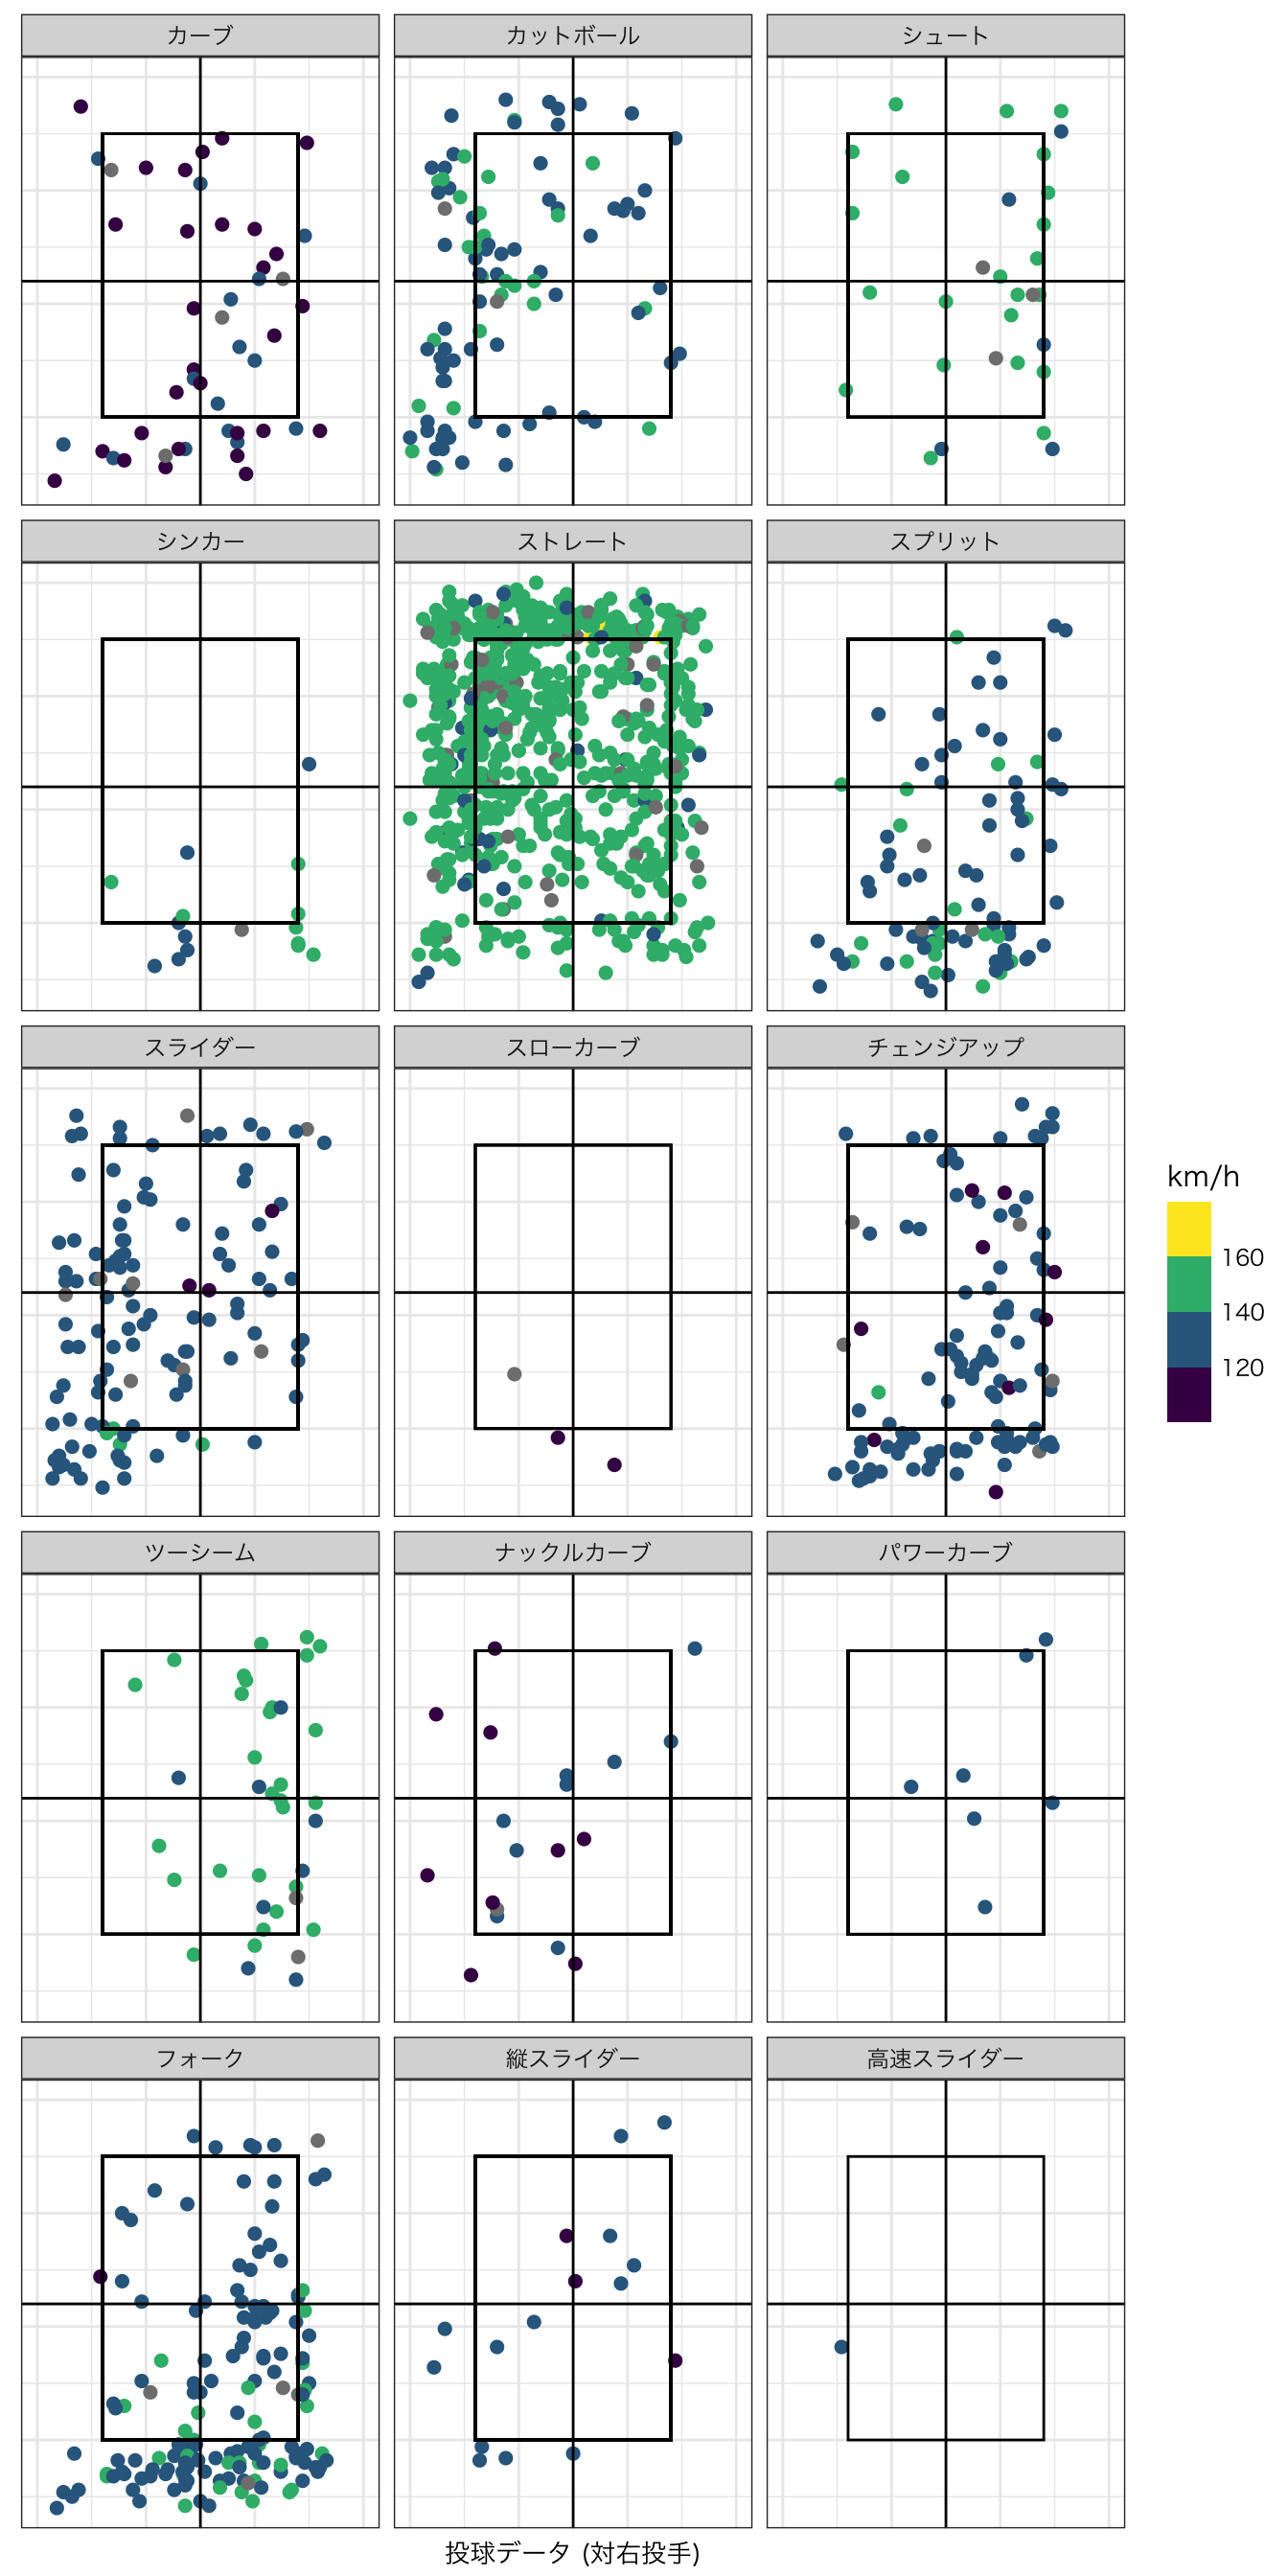 カーブ
カットボール
シュート
シンカー
ストレート
スプリット
スライダー
スローカーブ
チェンジアップ
km/h
160
140
120
ツーシーム
ナックルカーブ
パワーカーブ
フォーク
縦スライダー
高速スライダー
投球データ (対右投手)